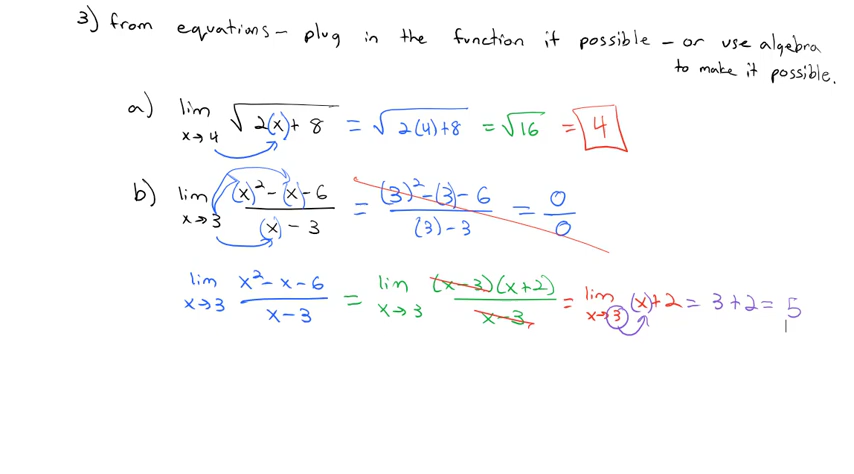 3) from equations – plug in the function if possible – or use algebra
to make it possible.
a) lim x→4 √(2(x)+8) = √(2(4)+8) = √16 = 4
b) lim x→3 ((x)² – (x) – 6)/((x) – 3) = ((3)² – (3) – 6)/((3) – 3) = 0/0
lim x→3 (x² – x – 6)/(x – 3) = lim x→3 ((x–3)(x+2))/(x–3) = lim x→3 (x)+2 = 3+2 = 5